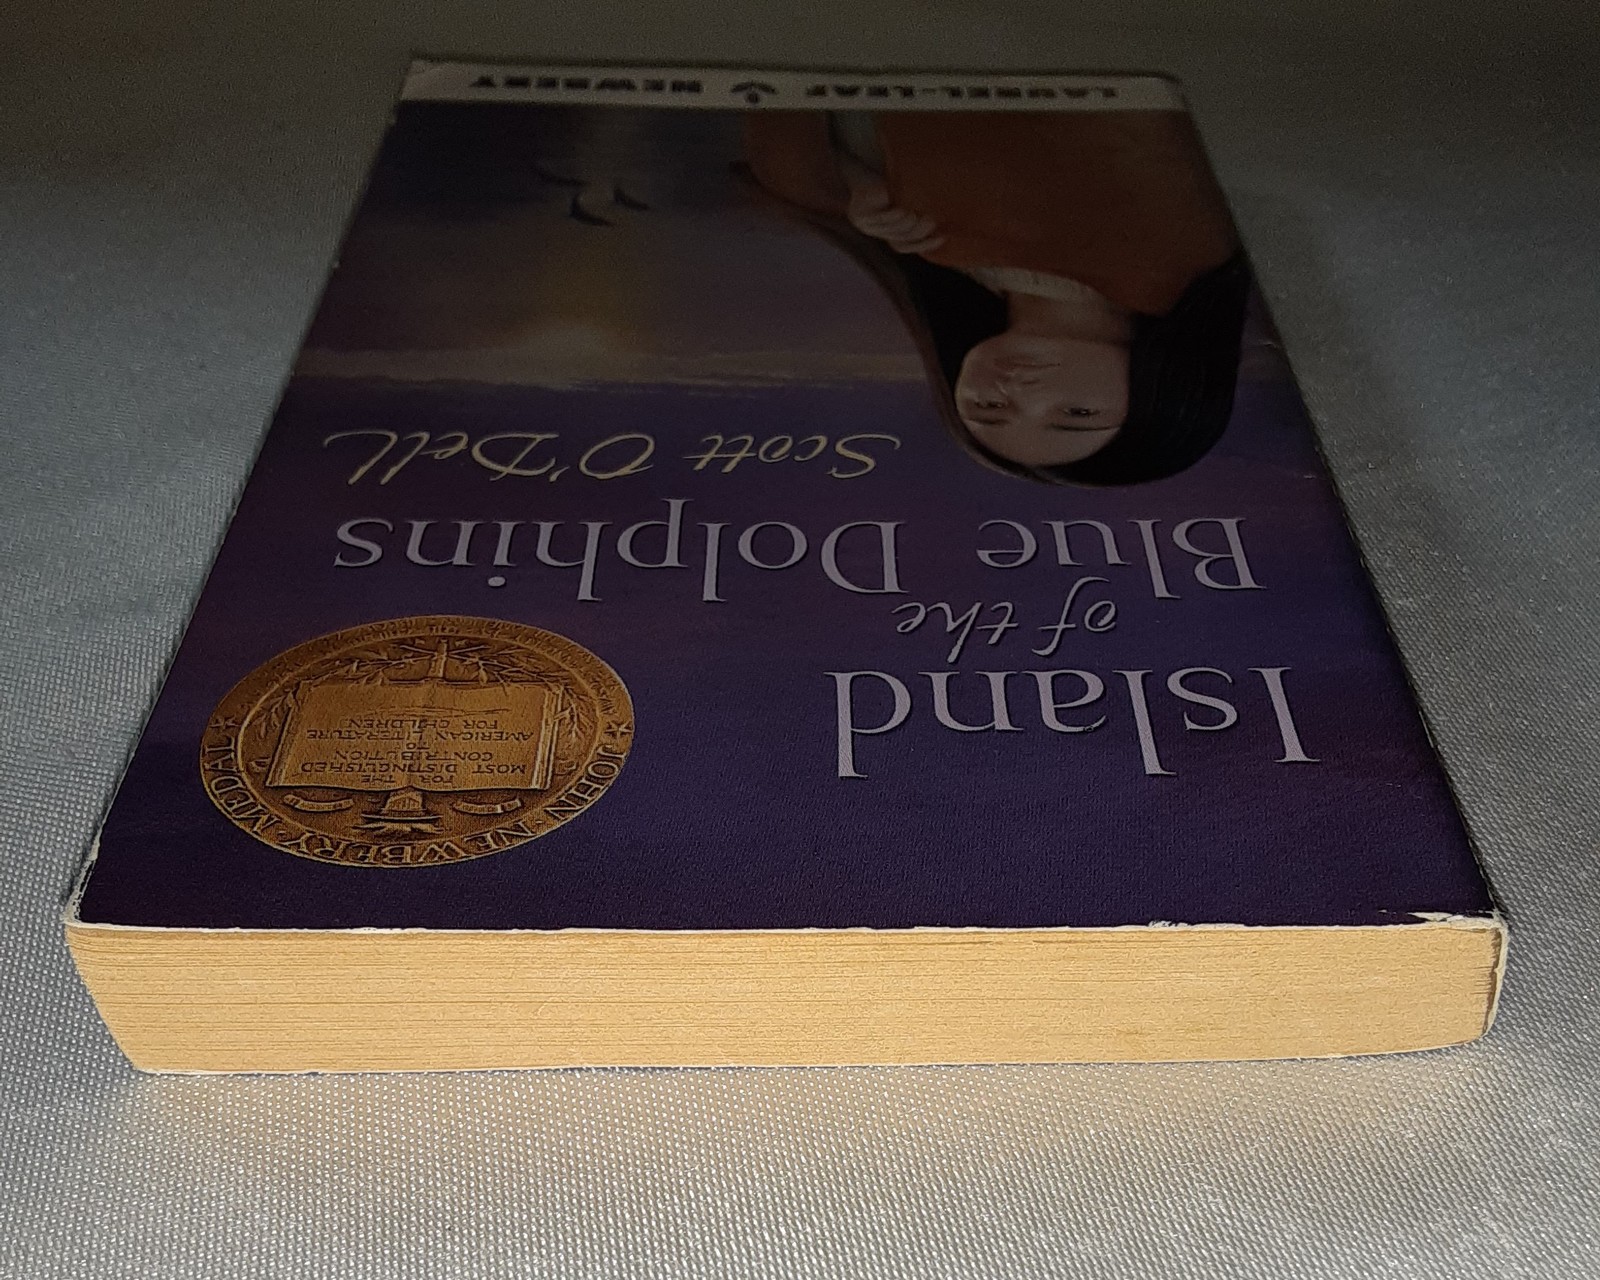 Island
of the
Blue Dolphins
Scott O'Dell
JOHN·NEWBERY·MEDAL
FOR
THE
MOST DISTINGUISHED
CONTRIBUTION
TO
AMERICAN LITERATURE
FOR CHILDREN
LAUREL-LEAF NEWBERY